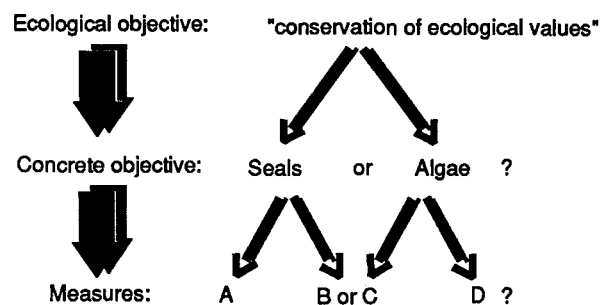 Ecological objective: "conservation of ecological values"
Concrete objective: Seals or Algae ?
Measures: A B or C D ?